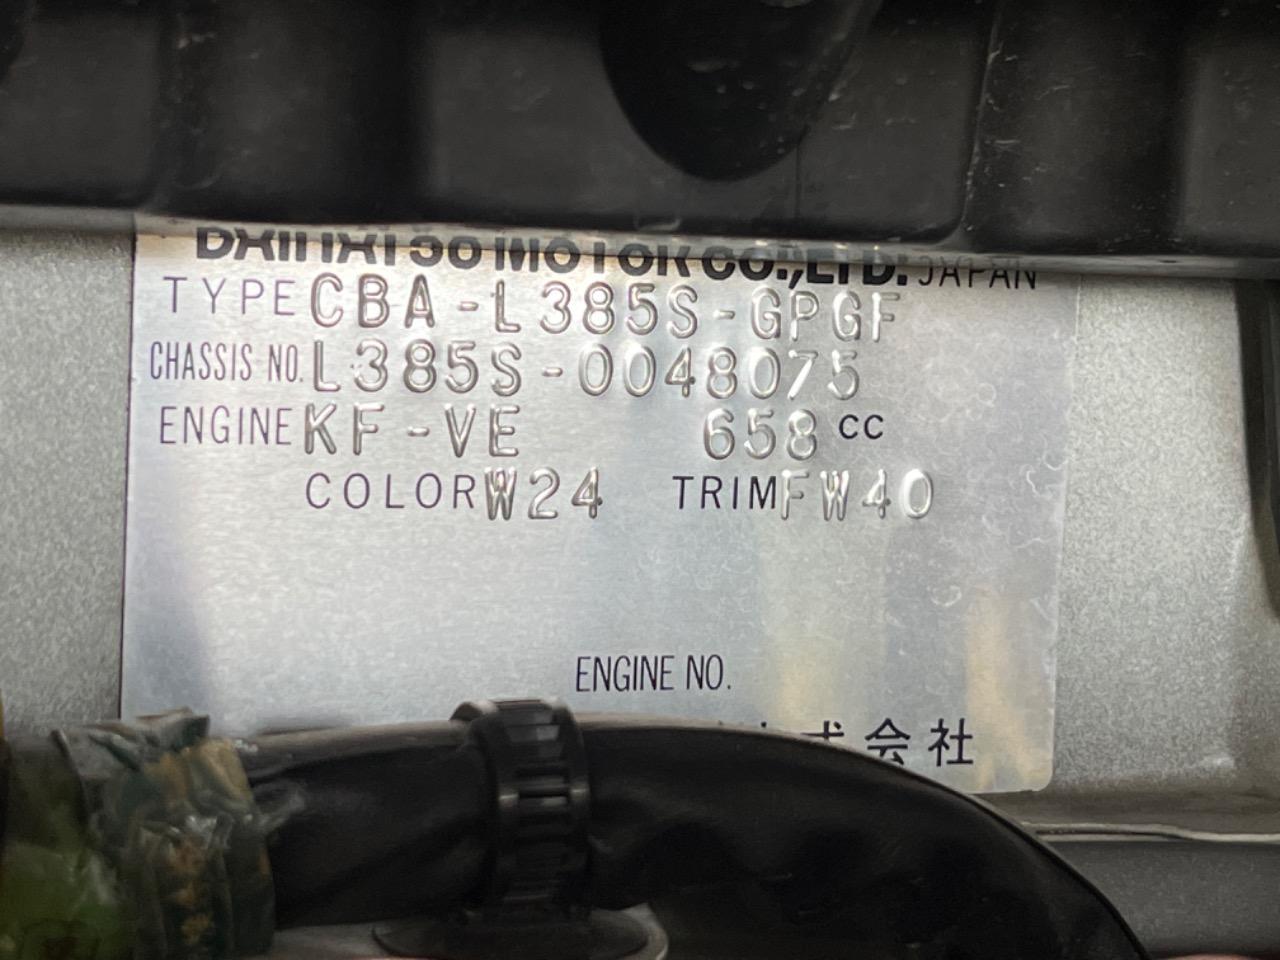 DAIHATSU MOTOR CO.,LTD. JAPAN
TYPE CBA-L385S-GPGF
CHASSIS NO. L385S-0048075
ENGINE KF-VE 658 cc
COLOR W24 TRIM FW40
ENGINE NO.
式会社